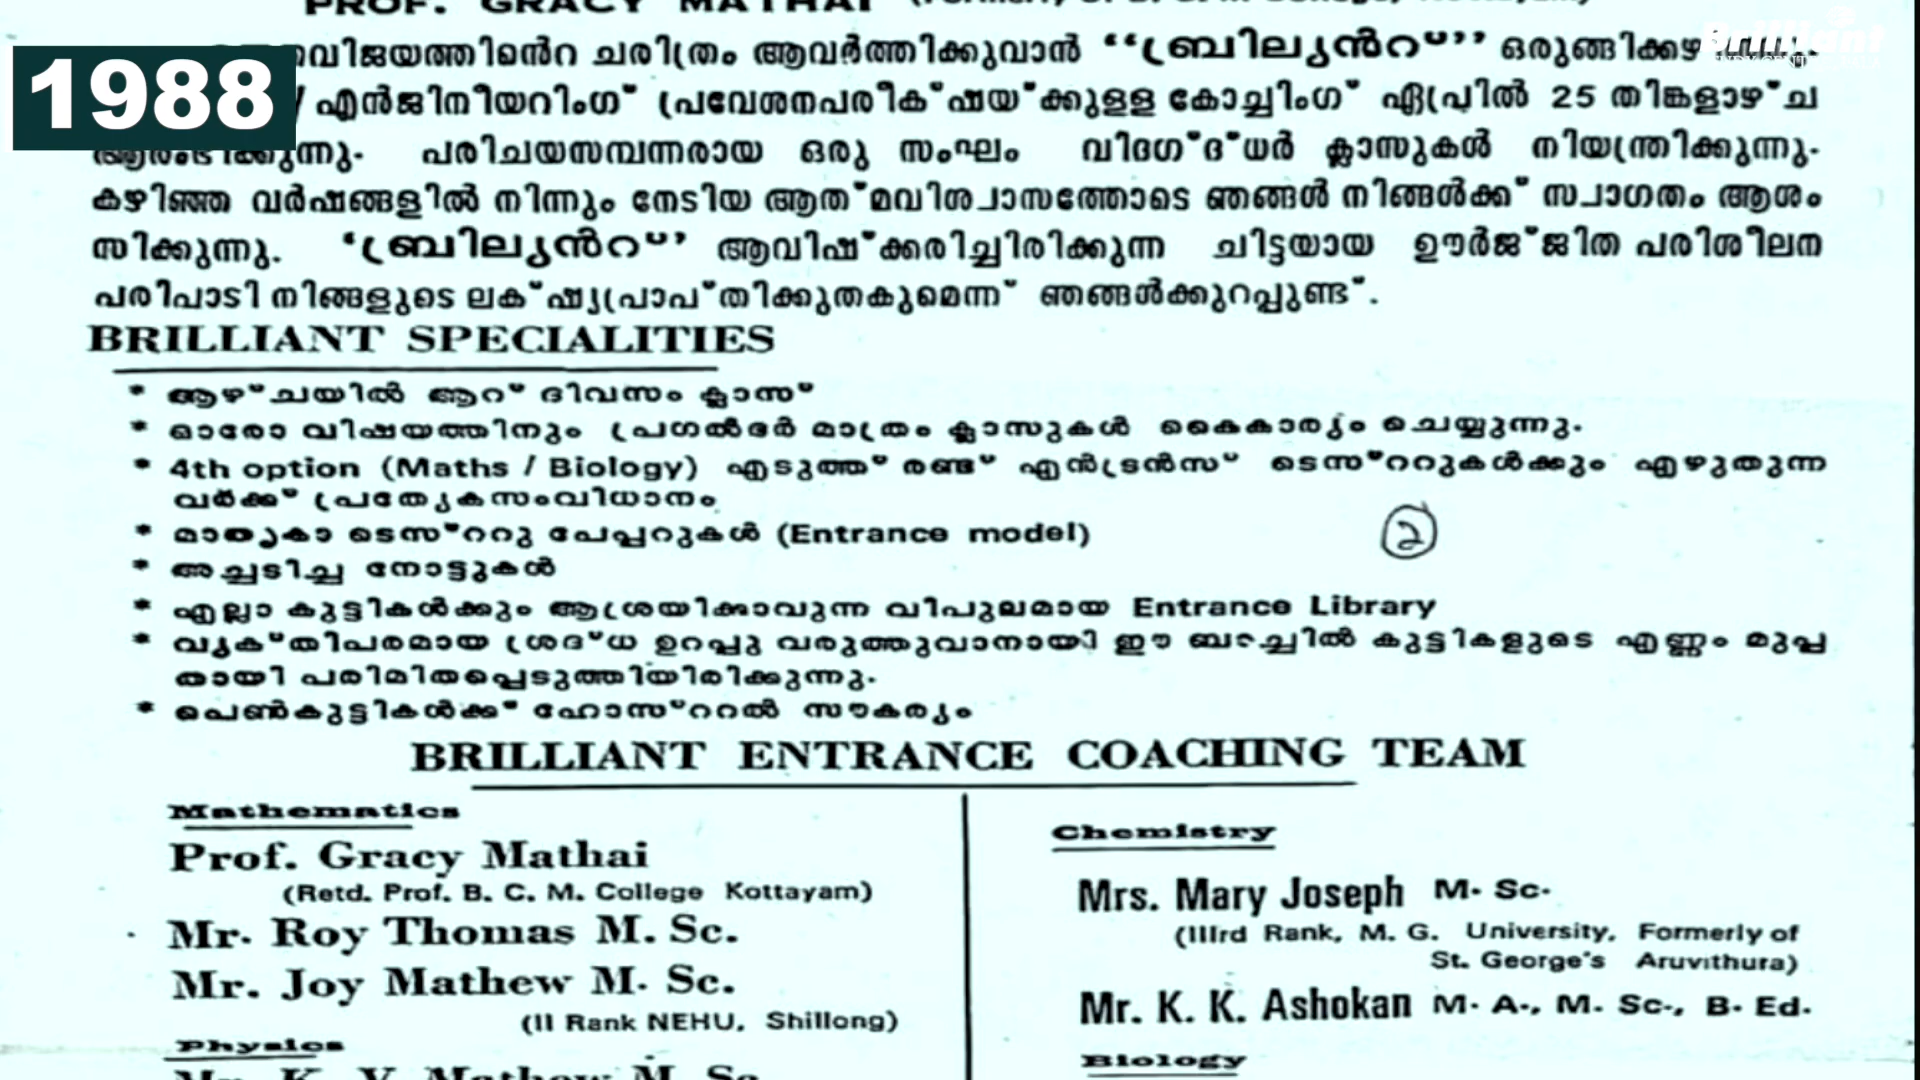 PROF. GRACY MATHAI
1988
Brilliant
വിജയത്തിൻെറ ചരിത്രം ആവർത്തിക്കുവാൻ “ബ്രില്യൻറ്” ഒരുങ്ങിക്കഴി
/ എൻജിനീയറിംഗ് പ്രവേശനപരീക്ഷയ്ക്കുളള കോച്ചിംഗ് ഏപ്രിൽ 25 തിങ്കളാഴ്ച
ആരംഭിക്കുന്നു. പരിചയസമ്പന്നരായ ഒരു സംഘം വിദഗ്ദ്ധർ ക്ലാസുകൾ നിയന്ത്രിക്കുന്നു.
കഴിഞ്ഞ വർഷങ്ങളിൽ നിന്നും നേടിയ ആത്മവിശ്വാസത്തോടെ ഞങ്ങൾ നിങ്ങൾക്ക് സ്വാഗതം ആശം
സിക്കുന്നു. ‘ബ്രില്യൻറ്’ ആവിഷ്ക്കരിച്ചിരിക്കുന്ന ചിട്ടയായ ഊർജ്ജിത പരിശീലന
പരിപാടി നിങ്ങളുടെ ലക്ഷ്യപ്രാപ്തിക്കുതകുമെന്ന് ഞങ്ങൾക്കുറപ്പുണ്ട്.
BRILLIANT SPECIALITIES
* ആഴ്ചയിൽ ആറ് ദിവസം ക്ലാസ്
* ഓരോ വിഷയത്തിനും പ്രഗൽഭർ മാത്രം ക്ലാസുകൾ കൈകാര്യം ചെയ്യുന്നു.
* 4th option (Maths / Biology) എടുത്ത് രണ്ട് എൻട്രൻസ് ടെസ്ററുകൾക്കും എഴുതുന്ന
വർക്ക് പ്രത്യേകസംവിധാനം
* മാതൃകാ ടെസ്ററു പേപ്പറുകൾ (Entrance model)
2
* അച്ചടിച്ച നോട്ടുകൾ
* എല്ലാ കുട്ടികൾക്കും ആശ്രയിക്കാവുന്ന വിപുലമായ Entrance Library
* വ്യക്തിപരമായ ശ്രദ്ധ ഉറപ്പു വരുത്തുവാനായി ഈ ബാച്ചിൽ കുട്ടികളുടെ എണ്ണം മുപ്പ
തായി പരിമിതപ്പെടുത്തിയിരിക്കുന്നു.
* പെൺകുട്ടികൾക്ക് ഹോസ്ററൽ സൗകര്യം
BRILLIANT ENTRANCE COACHING TEAM
Mathematics
Prof. Gracy Mathai
(Retd. Prof. B. C. M. College Kottayam)
Mr. Roy Thomas M. Sc.
Mr. Joy Mathew M. Sc.
(II Rank NEHU, Shillong)
Physics
Mr. K. V. Mathew M. Sc.
Chemistry
Mrs. Mary Joseph M. Sc.
(IIIrd Rank, M. G. University, Formerly of
St. George's Aruvithura)
Mr. K. K. Ashokan M. A., M. Sc., B. Ed.
Biology